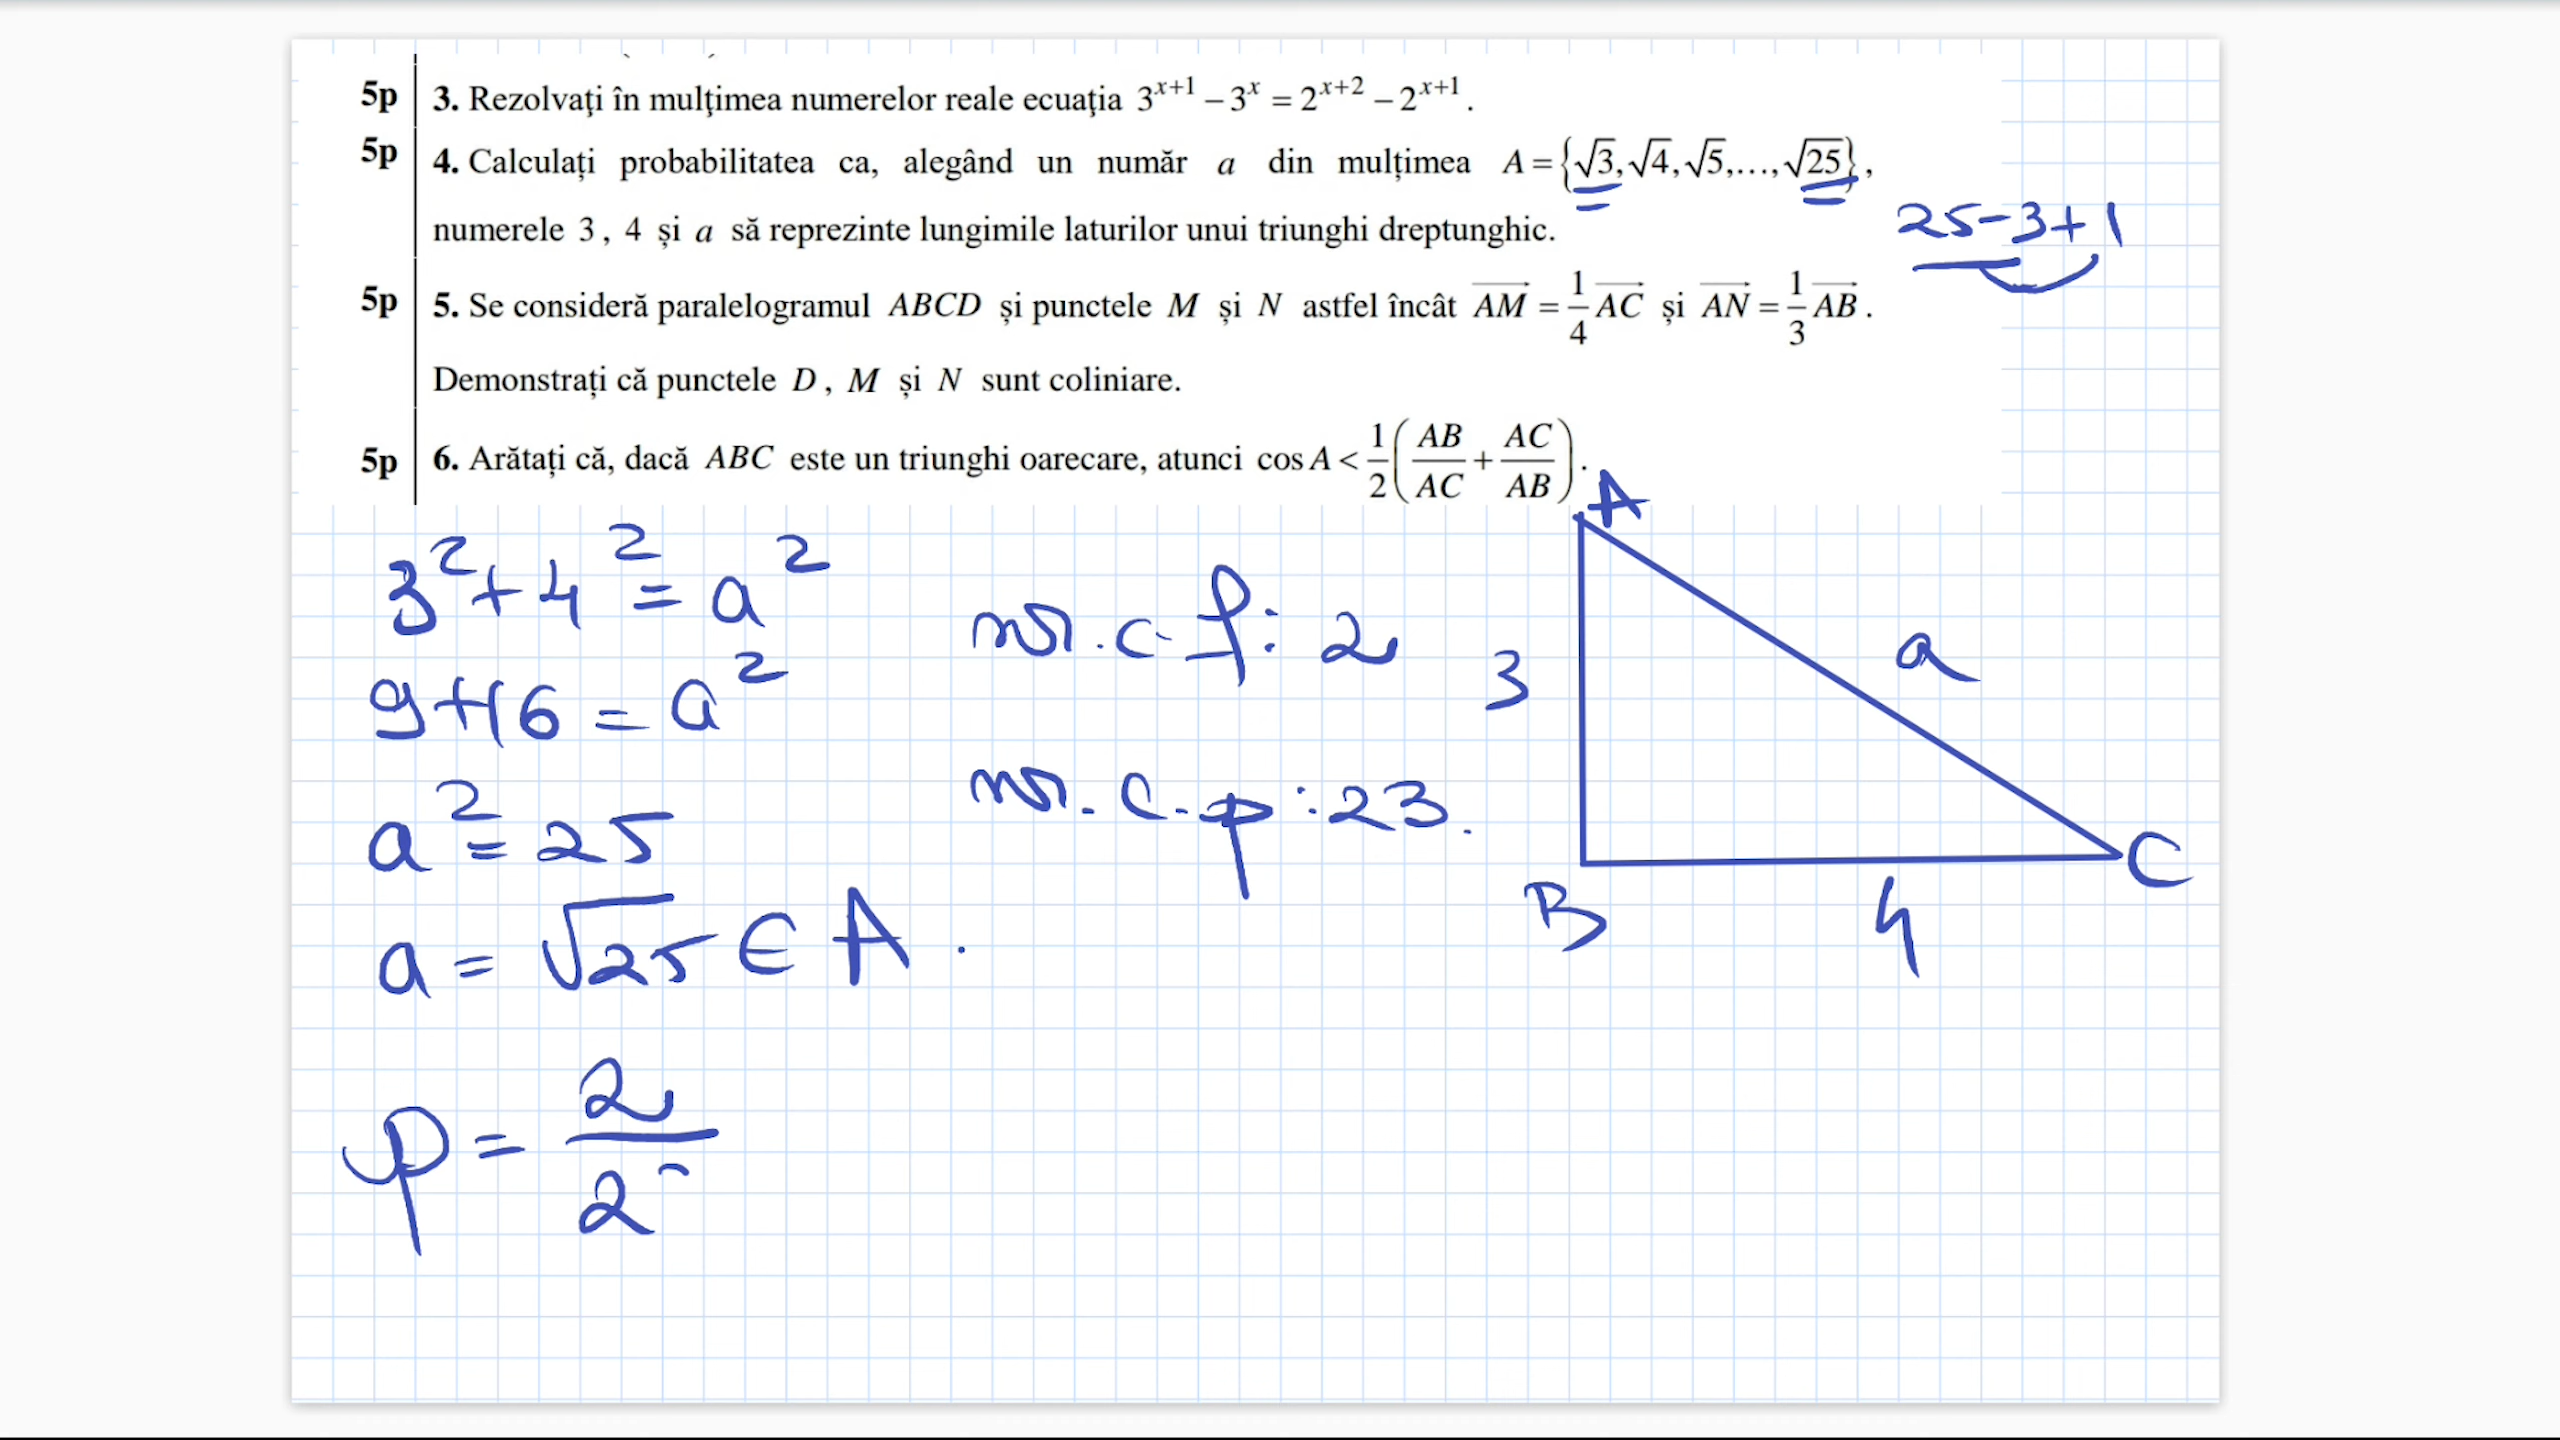 5p 3. Rezolvaţi în mulţimea numerelor reale ecuaţia 3^{x+1} – 3^x = 2^{x+2} – 2^{x+1}.
5p 4. Calculați probabilitatea ca, alegând un număr a din mulțimea A = {√3, √4, √5, ..., √25},
numerele 3, 4 și a să reprezinte lungimile laturilor unui triunghi dreptunghic.
25-3+1
5p 5. Se consideră paralelogramul ABCD și punctele M și N astfel încât AM = 1/4 AC și AN = 1/3 AB.
Demonstrați că punctele D, M și N sunt coliniare.
5p 6. Arătați că, dacă ABC este un triunghi oarecare, atunci cos A < 1/2 (AB/AC + AC/AB).
3² + 4² = a²
9+16 = a²
a² = 25
a = √25 ∈ A.
p = 2/2
nr. c f: 2
nr. c. p: 23.
A
3
a
B
4
C